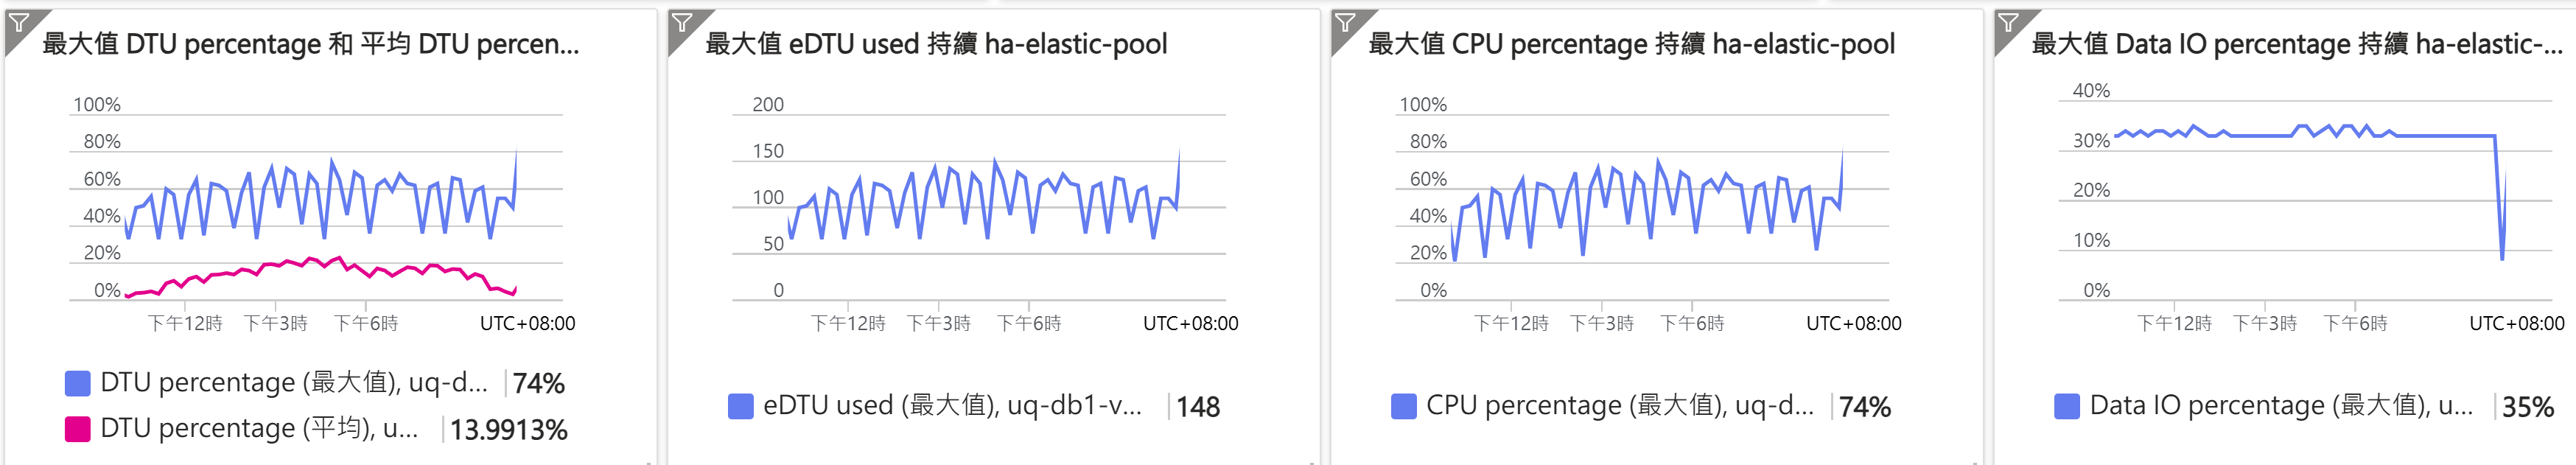 最大值 DTU percentage 和 平均 DTU percen...
100%
80%
60%
40%
20%
0%
下午12時 下午3時 下午6時 UTC+08:00
DTU percentage (最大值), uq-d... 74%
DTU percentage (平均), u... 13.9913%
最大值 eDTU used 持續 ha-elastic-pool
200
150
100
50
0
下午12時 下午3時 下午6時 UTC+08:00
eDTU used (最大值), uq-db1-v... 148
最大值 CPU percentage 持續 ha-elastic-pool
100%
80%
60%
40%
20%
0%
下午12時 下午3時 下午6時 UTC+08:00
CPU percentage (最大值), uq-d... 74%
最大值 Data IO percentage 持續 ha-elastic-...
40%
30%
20%
10%
0%
下午12時 下午3時 下午6時 UTC+08:00
Data IO percentage (最大值), u... 35%